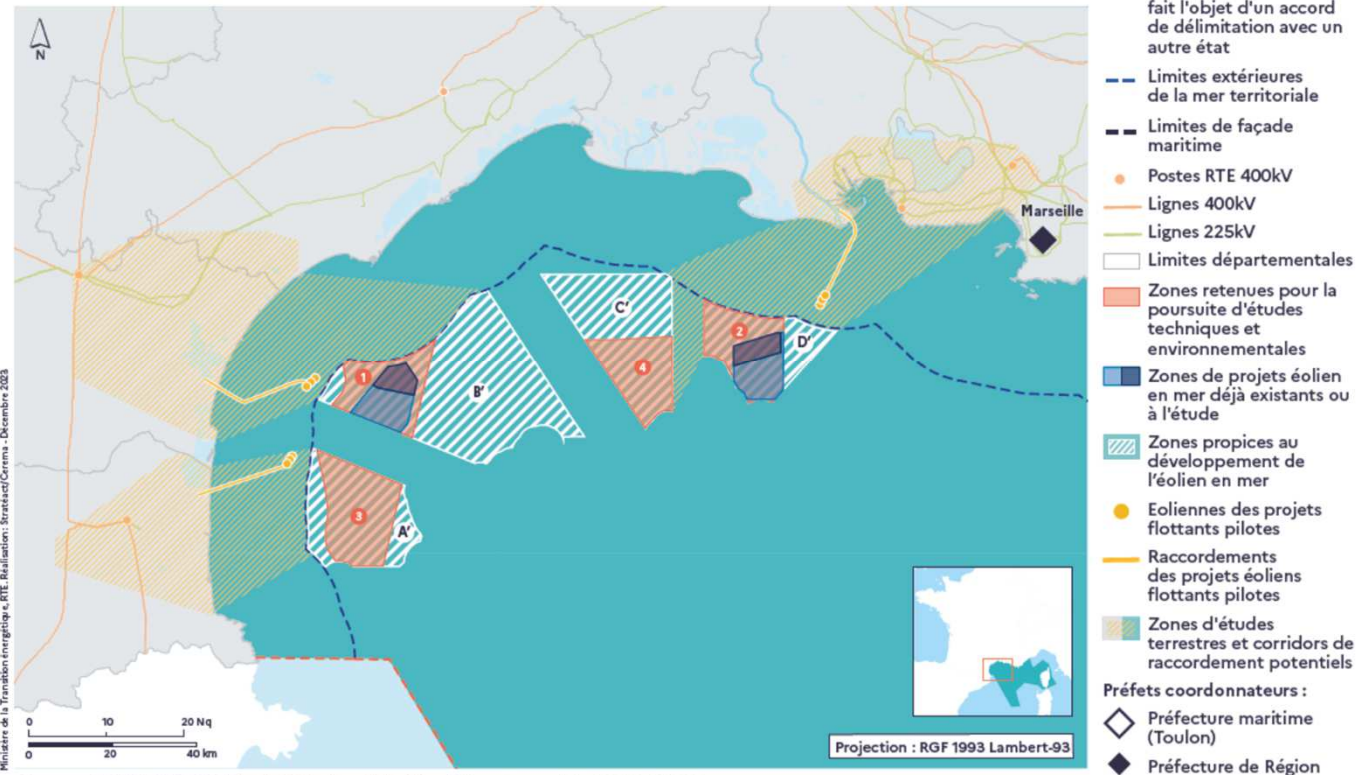 N
Marseille
C'
2
D'
4
1
B'
3
A'
0 10 20 Nq
0 20 40 km
Projection : RGF 1993 Lambert-93
Ministère de la Transition énergétique, RTE. Réalisation : Stratéact/Cerema - Décembre 2023.
fait l'objet d'un accord
de délimitation avec un
autre état
Limites extérieures
de la mer territoriale
Limites de façade
maritime
Postes RTE 400kV
Lignes 400kV
Lignes 225kV
Limites départementales
Zones retenues pour la
poursuite d'études
techniques et
environnementales
Zones de projets éolien
en mer déjà existants ou
à l'étude
Zones propices au
développement de
l'éolien en mer
Eoliennes des projets
flottants pilotes
Raccordements
des projets éoliens
flottants pilotes
Zones d'études
terrestres et corridors de
raccordement potentiels
Préfets coordonnateurs :
Préfecture maritime
(Toulon)
Préfecture de Région